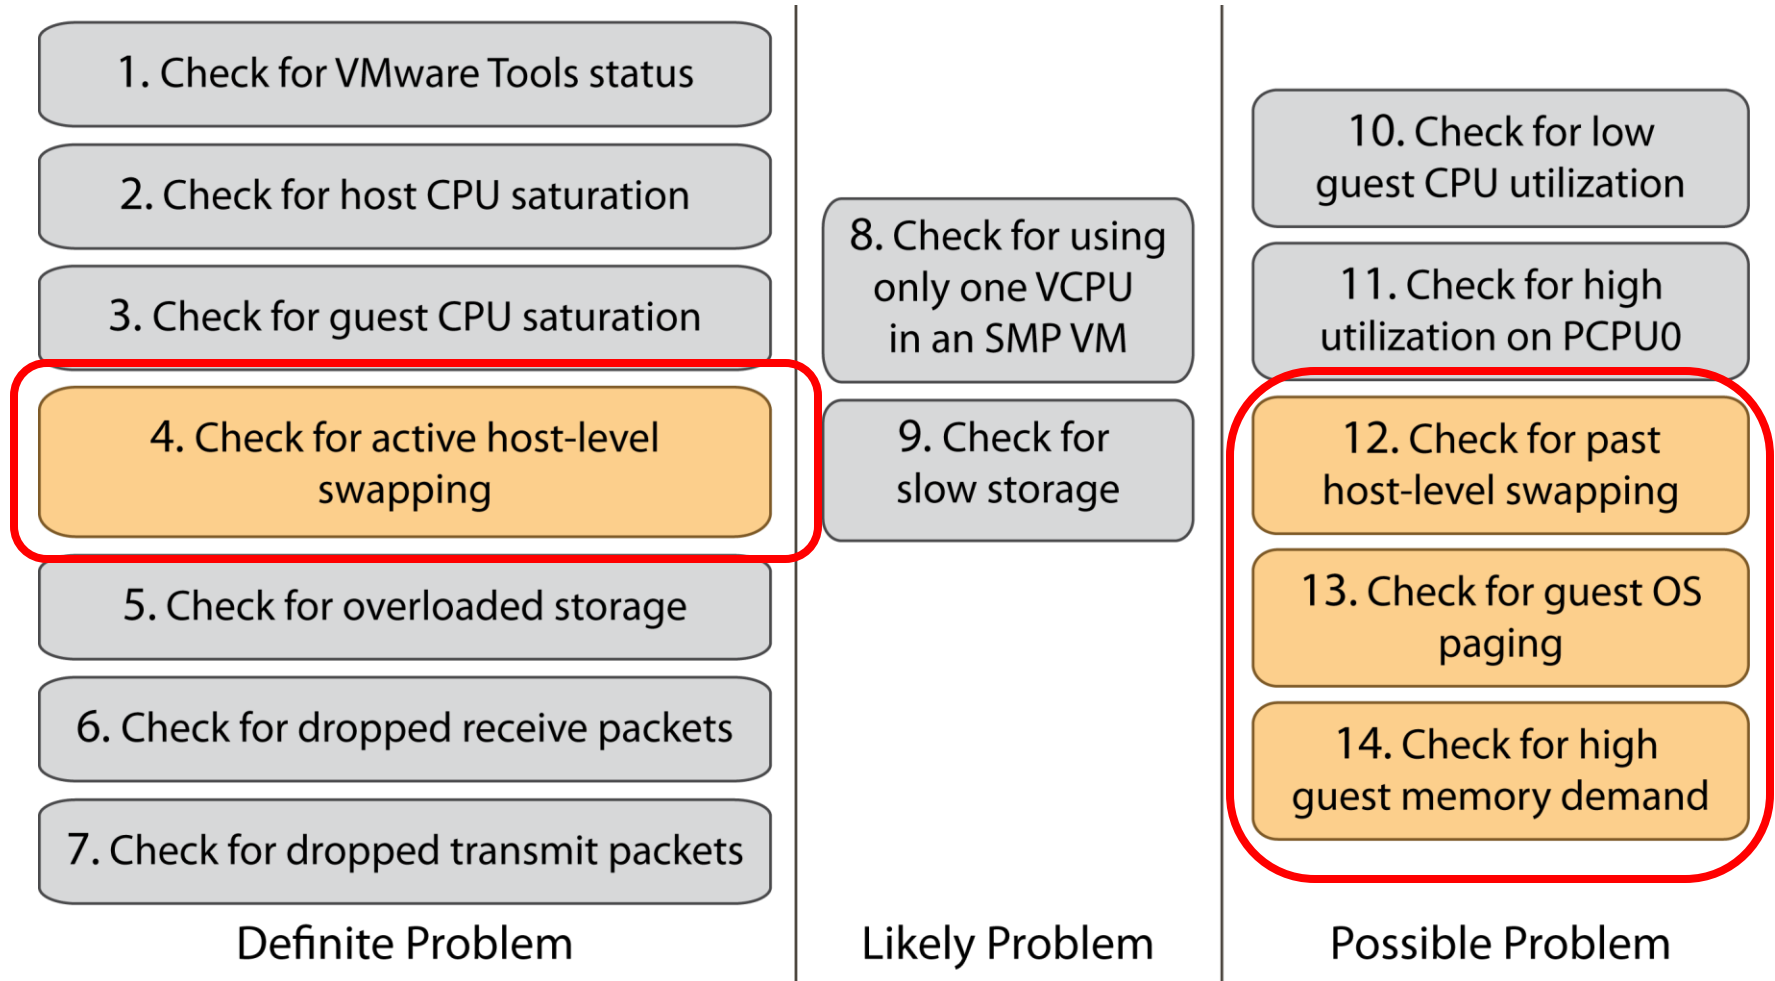 1. Check for VMware Tools status
2. Check for host CPU saturation
3. Check for guest CPU saturation
4. Check for active host-level
swapping
5. Check for overloaded storage
6. Check for dropped receive packets
7. Check for dropped transmit packets
Definite Problem
8. Check for using
only one VCPU
in an SMP VM
9. Check for
slow storage
Likely Problem
10. Check for low
guest CPU utilization
11. Check for high
utilization on PCPU0
12. Check for past
host-level swapping
13. Check for guest OS
paging
14. Check for high
guest memory demand
Possible Problem